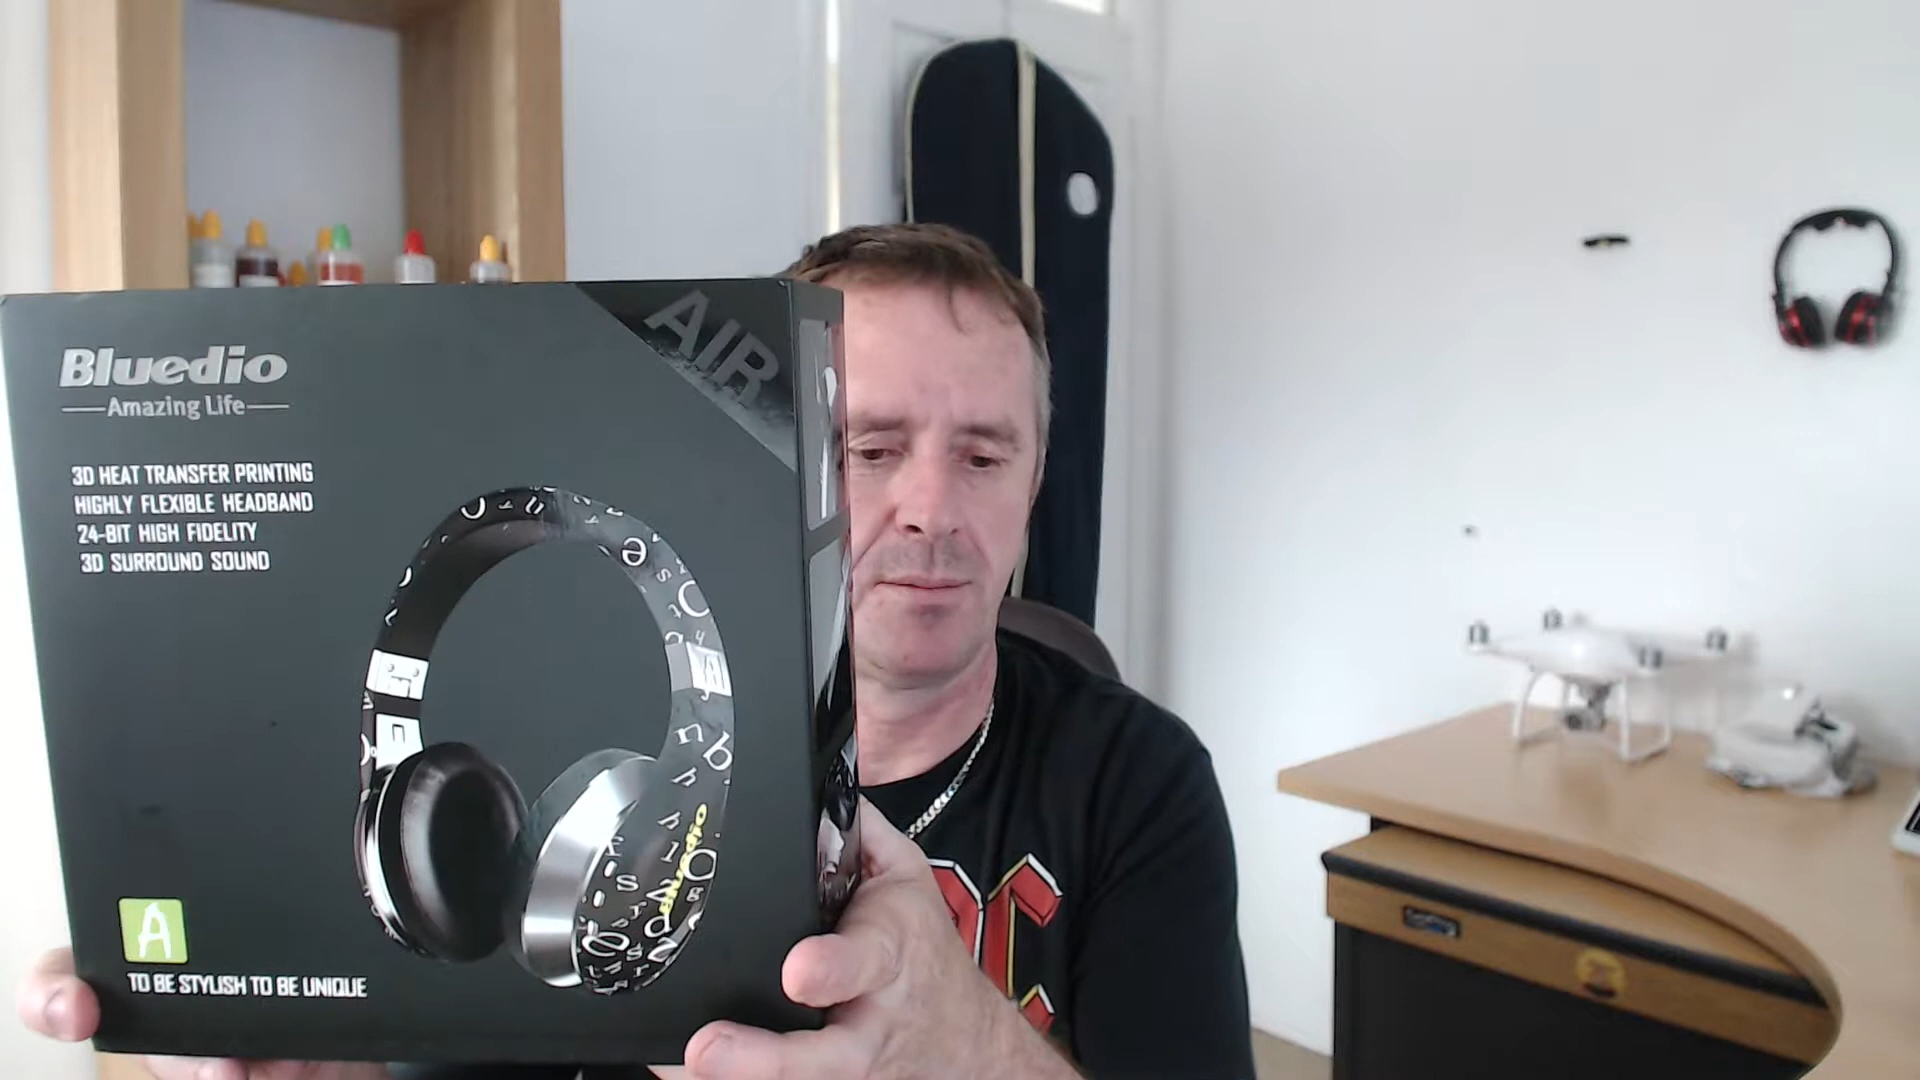 Bluedio
Amazing Life
AIR
3D HEAT TRANSFER PRINTING
HIGHLY FLEXIBLE HEADBAND
24-BIT HIGH FIDELITY
3D SURROUND SOUND
Bluedio
A
TO BE STYLISH TO BE UNIQUE